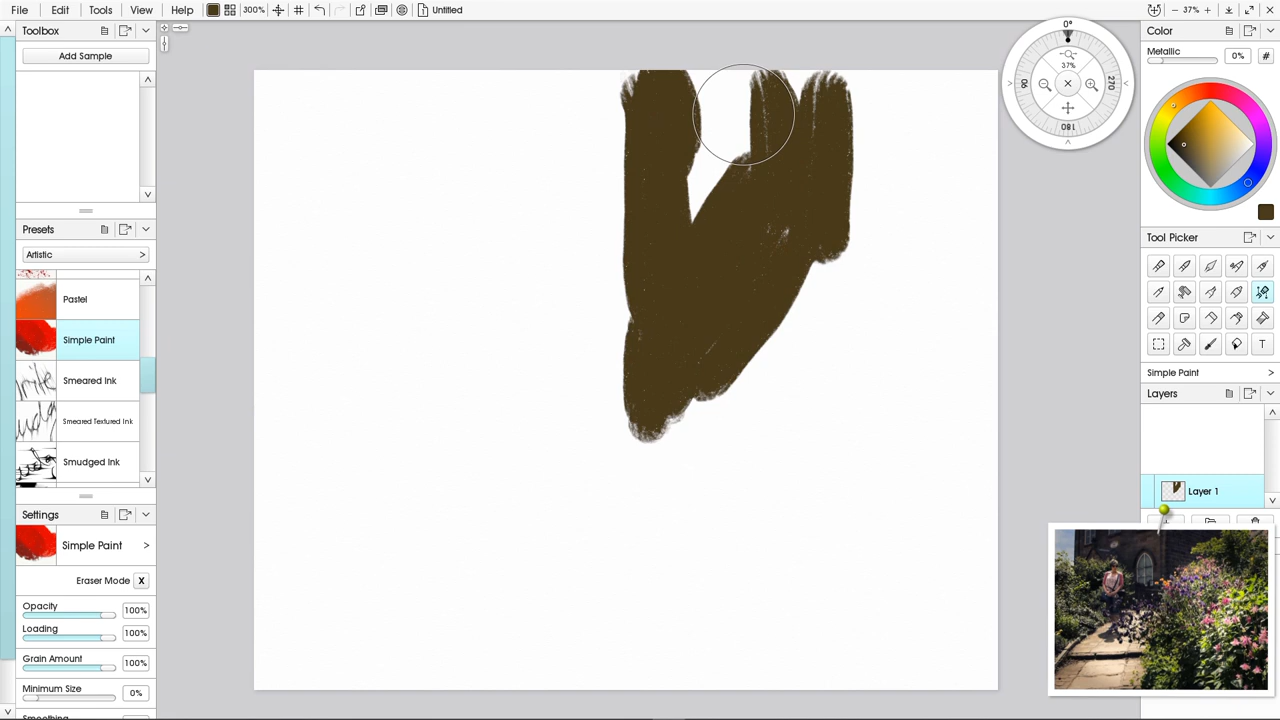 File Edit Tools View Help 300% Untitled 37%
Toolbox
Add Sample
Presets
Artistic >
Pastel
Simple Paint
Smeared Ink
Smeared Textured Ink
Smudged Ink
Settings
Simple Paint >
Eraser Mode X
Opacity 100%
Loading 100%
Grain Amount 100%
Minimum Size 0%
0°
37%
90
270
180
Color
Metallic 0% #
Tool Picker
T
Simple Paint >
Layers
Layer 1